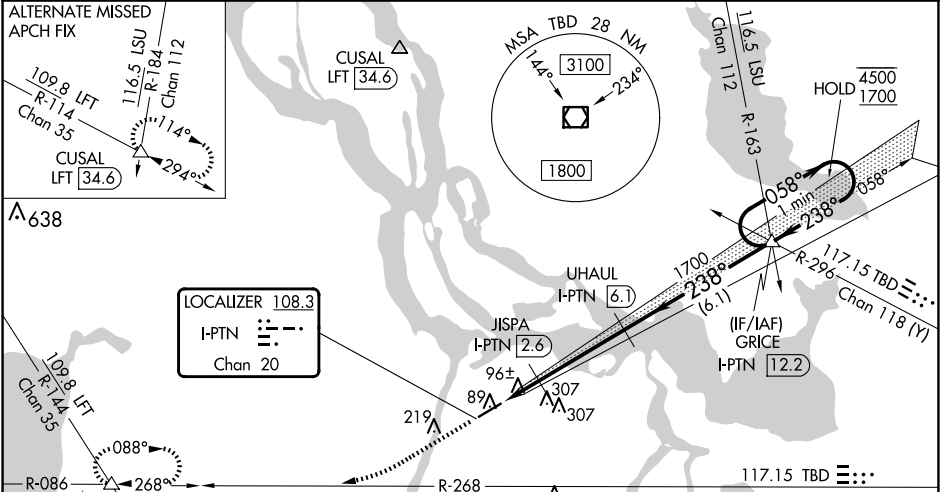 ALTERNATE MISSED
APCH FIX
109.8 LFT
R-114
Chan 35
116.5 LSU
R-184
Chan 112
114°
294°
CUSAL
LFT 34.6
638
CUSAL
LFT 34.6
MSA TBD 28 NM
144°
234°
3100
1800
116.5 LSU
Chan 112
R-163
HOLD 4500
1700
058°
1 min
238°
058°
1700
238°
(6.1)
117.15 TBD
R-296
Chan 118 (Y)
(IF/IAF)
GRICE
I-PTN 12.2
UHAUL
I-PTN 6.1
JISPA
I-PTN 2.6
LOCALIZER 108.3
I-PTN
Chan 20
96±
89
307
307
219
109.8 LFT
R-144
Chan 35
088°
R-086
268°
R-268
117.15 TBD